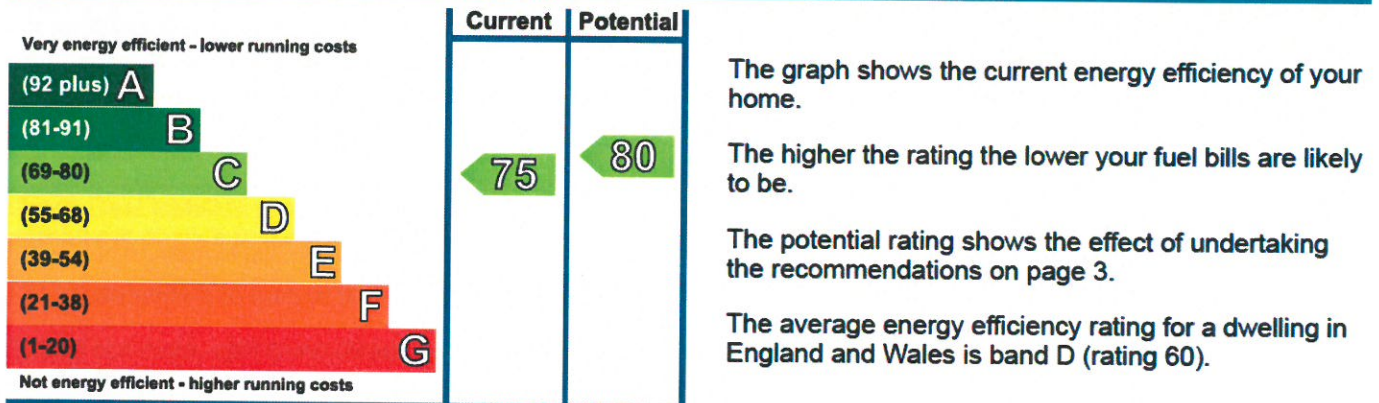 Current Potential
Very energy efficient - lower running costs
(92 plus) A
(81-91) B
(69-80) C
(55-68) D
(39-54) E
(21-38) F
(1-20) G
Not energy efficient - higher running costs
75
80
The graph shows the current energy efficiency of your
home.
The higher the rating the lower your fuel bills are likely
to be.
The potential rating shows the effect of undertaking
the recommendations on page 3.
The average energy efficiency rating for a dwelling in
England and Wales is band D (rating 60).